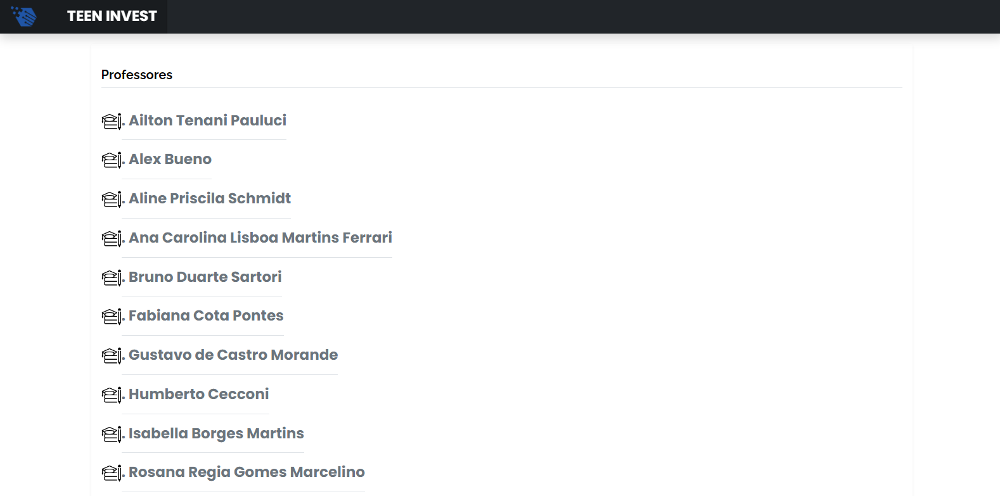 TEEN INVEST
Professores
. Ailton Tenani Pauluci
. Alex Bueno
. Aline Priscila Schmidt
. Ana Carolina Lisboa Martins Ferrari
. Bruno Duarte Sartori
. Fabiana Cota Pontes
. Gustavo de Castro Morande
. Humberto Cecconi
. Isabella Borges Martins
. Rosana Regia Gomes Marcelino